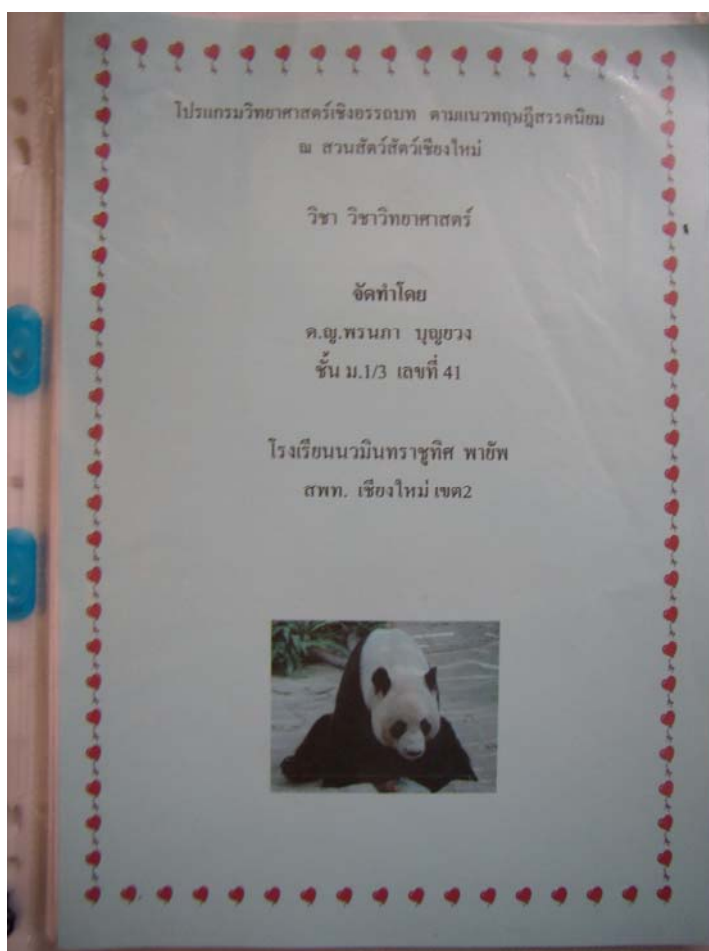 โปรแกรมวิทยาศาสตร์เชิงอรรถบท ตามแนวทฤษฎีสรรคนิยม
ณ สวนสัตว์สัตว์เชียงใหม่
วิชา วิชาวิทยาศาสตร์
จัดทำโดย
ด.ญ.พรนภา บุญยวง
ชั้น ม.1/3 เลขที่ 41
โรงเรียนนวมินทราชูทิศ พายัพ
สพท. เชียงใหม่ เขต2